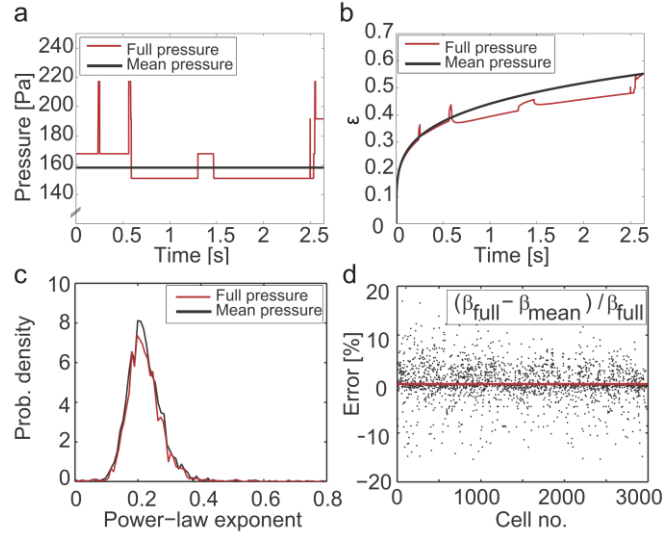 a
240
220
200
180
160
140
Pressure [Pa]
Full pressure
Mean pressure
0 0.5 1 1.5 2 2.5
Time [s]
b
0.7
0.6
0.5
0.4
0.3
0.2
0.1
0
ε
Full pressure
Mean pressure
0 0.5 1 1.5 2 2.5
Time [s]
c
10
8
6
4
2
0
Prob. density
Full pressure
Mean pressure
0 0.2 0.4 0.6 0.8
Power-law exponent
d
20
10
0
-10
-20
Error [%]
(βfull - βmean) / βfull
0 1000 2000 3000
Cell no.